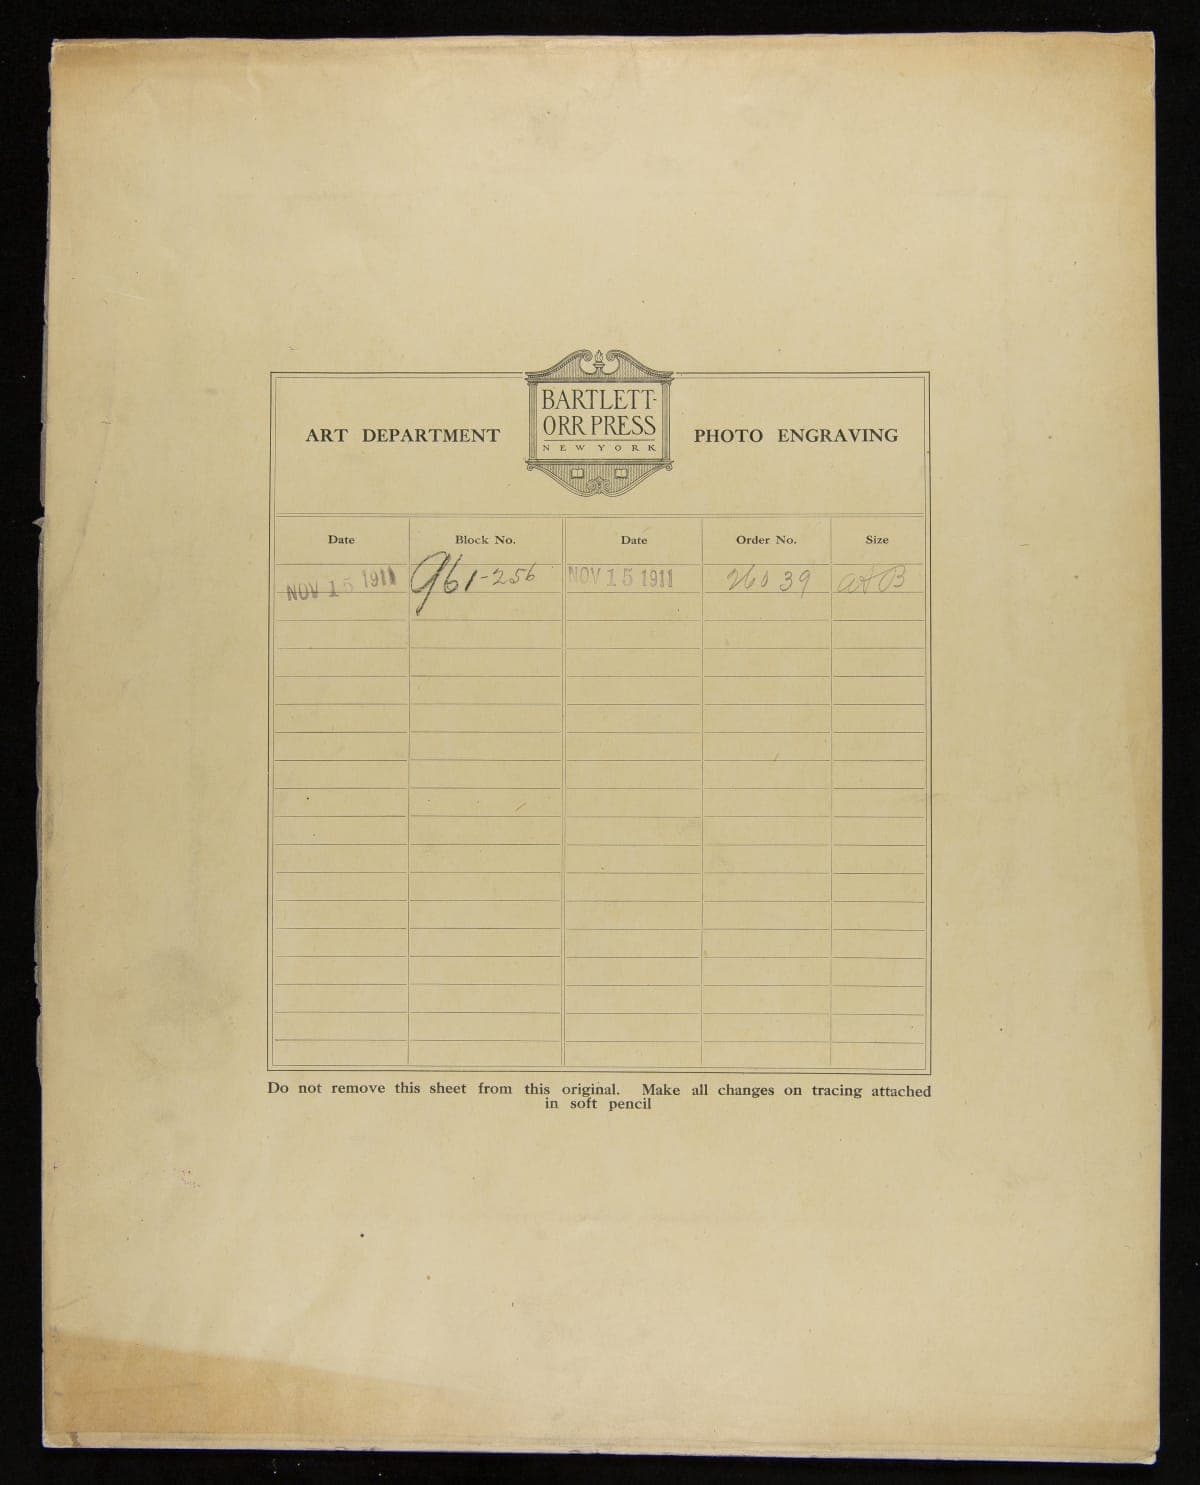 ART DEPARTMENT
BARTLETT-
ORR PRESS
NEW YORK
PHOTO ENGRAVING
Date Block No. Date Order No. Size
NOV 15 1911 961-256 NOV 15 1911 26039
Do not remove this sheet from this original. Make all changes on tracing attached
in soft pencil